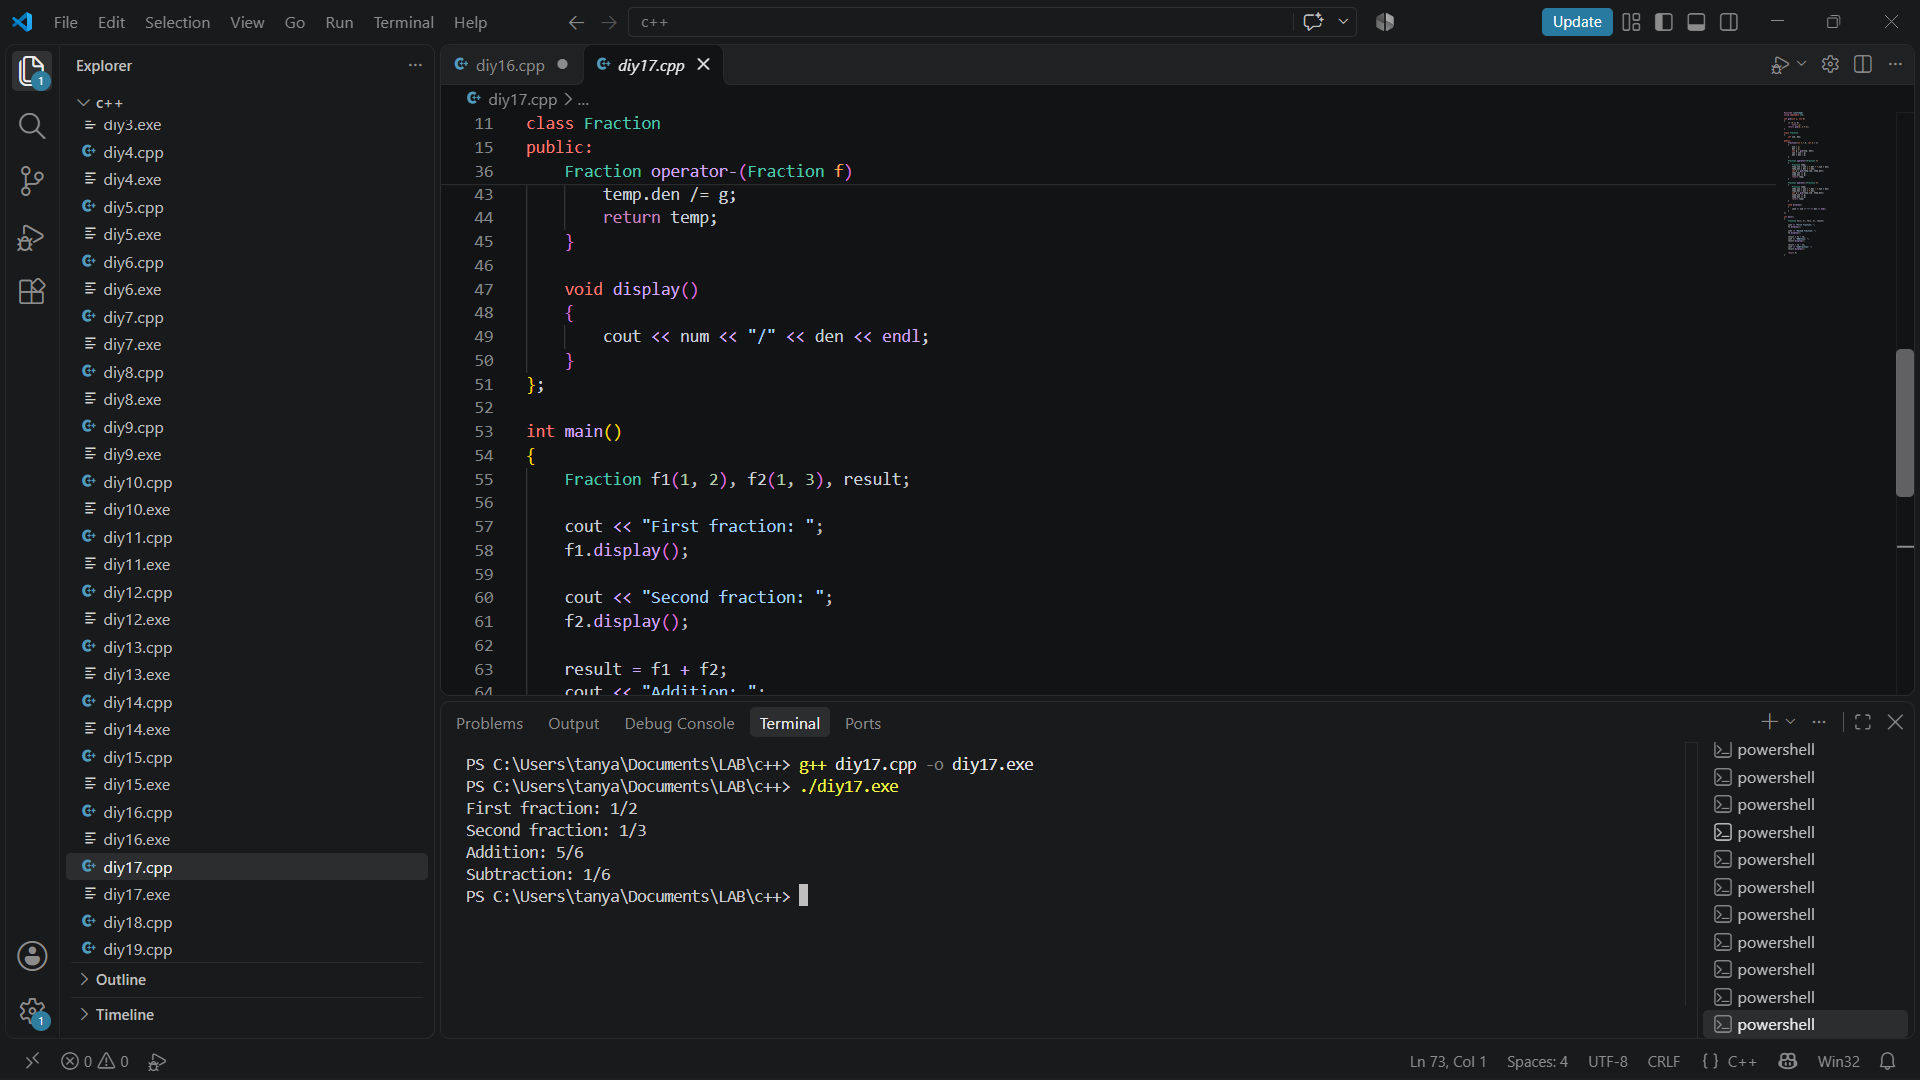 File Edit Selection View Go Run Terminal Help
c++
Update
Explorer
diy16.cpp
diy17.cpp
1
c++
diy17.cpp > ...
diy3.exe
diy4.cpp
diy4.exe
diy5.cpp
diy5.exe
diy6.cpp
diy6.exe
diy7.cpp
diy7.exe
diy8.cpp
diy8.exe
diy9.cpp
diy9.exe
diy10.cpp
diy10.exe
diy11.cpp
diy11.exe
diy12.cpp
diy12.exe
diy13.cpp
diy13.exe
diy14.cpp
diy14.exe
diy15.cpp
diy15.exe
diy16.cpp
diy16.exe
diy17.cpp
diy17.exe
diy18.cpp
diy19.cpp
Outline
Timeline
1
11 class Fraction
15 public:
36 Fraction operator-(Fraction f)
43 temp.den /= g;
44 return temp;
45 }
46
47 void display()
48 {
49 cout << num << "/" << den << endl;
50 }
51 };
52
53 int main()
54 {
55 Fraction f1(1, 2), f2(1, 3), result;
56
57 cout << "First fraction: ";
58 f1.display();
59
60 cout << "Second fraction: ";
61 f2.display();
62
63 result = f1 + f2;
64 cout << "Addition: ";
Problems Output Debug Console Terminal Ports
PS C:\Users\tanya\Documents\LAB\c++> g++ diy17.cpp -o diy17.exe
PS C:\Users\tanya\Documents\LAB\c++> ./diy17.exe
First fraction: 1/2
Second fraction: 1/3
Addition: 5/6
Subtraction: 1/6
PS C:\Users\tanya\Documents\LAB\c++>
powershell
powershell
powershell
powershell
powershell
powershell
powershell
powershell
powershell
powershell
powershell
0 0
Ln 73, Col 1 Spaces: 4 UTF-8 CRLF { } C++ Win32